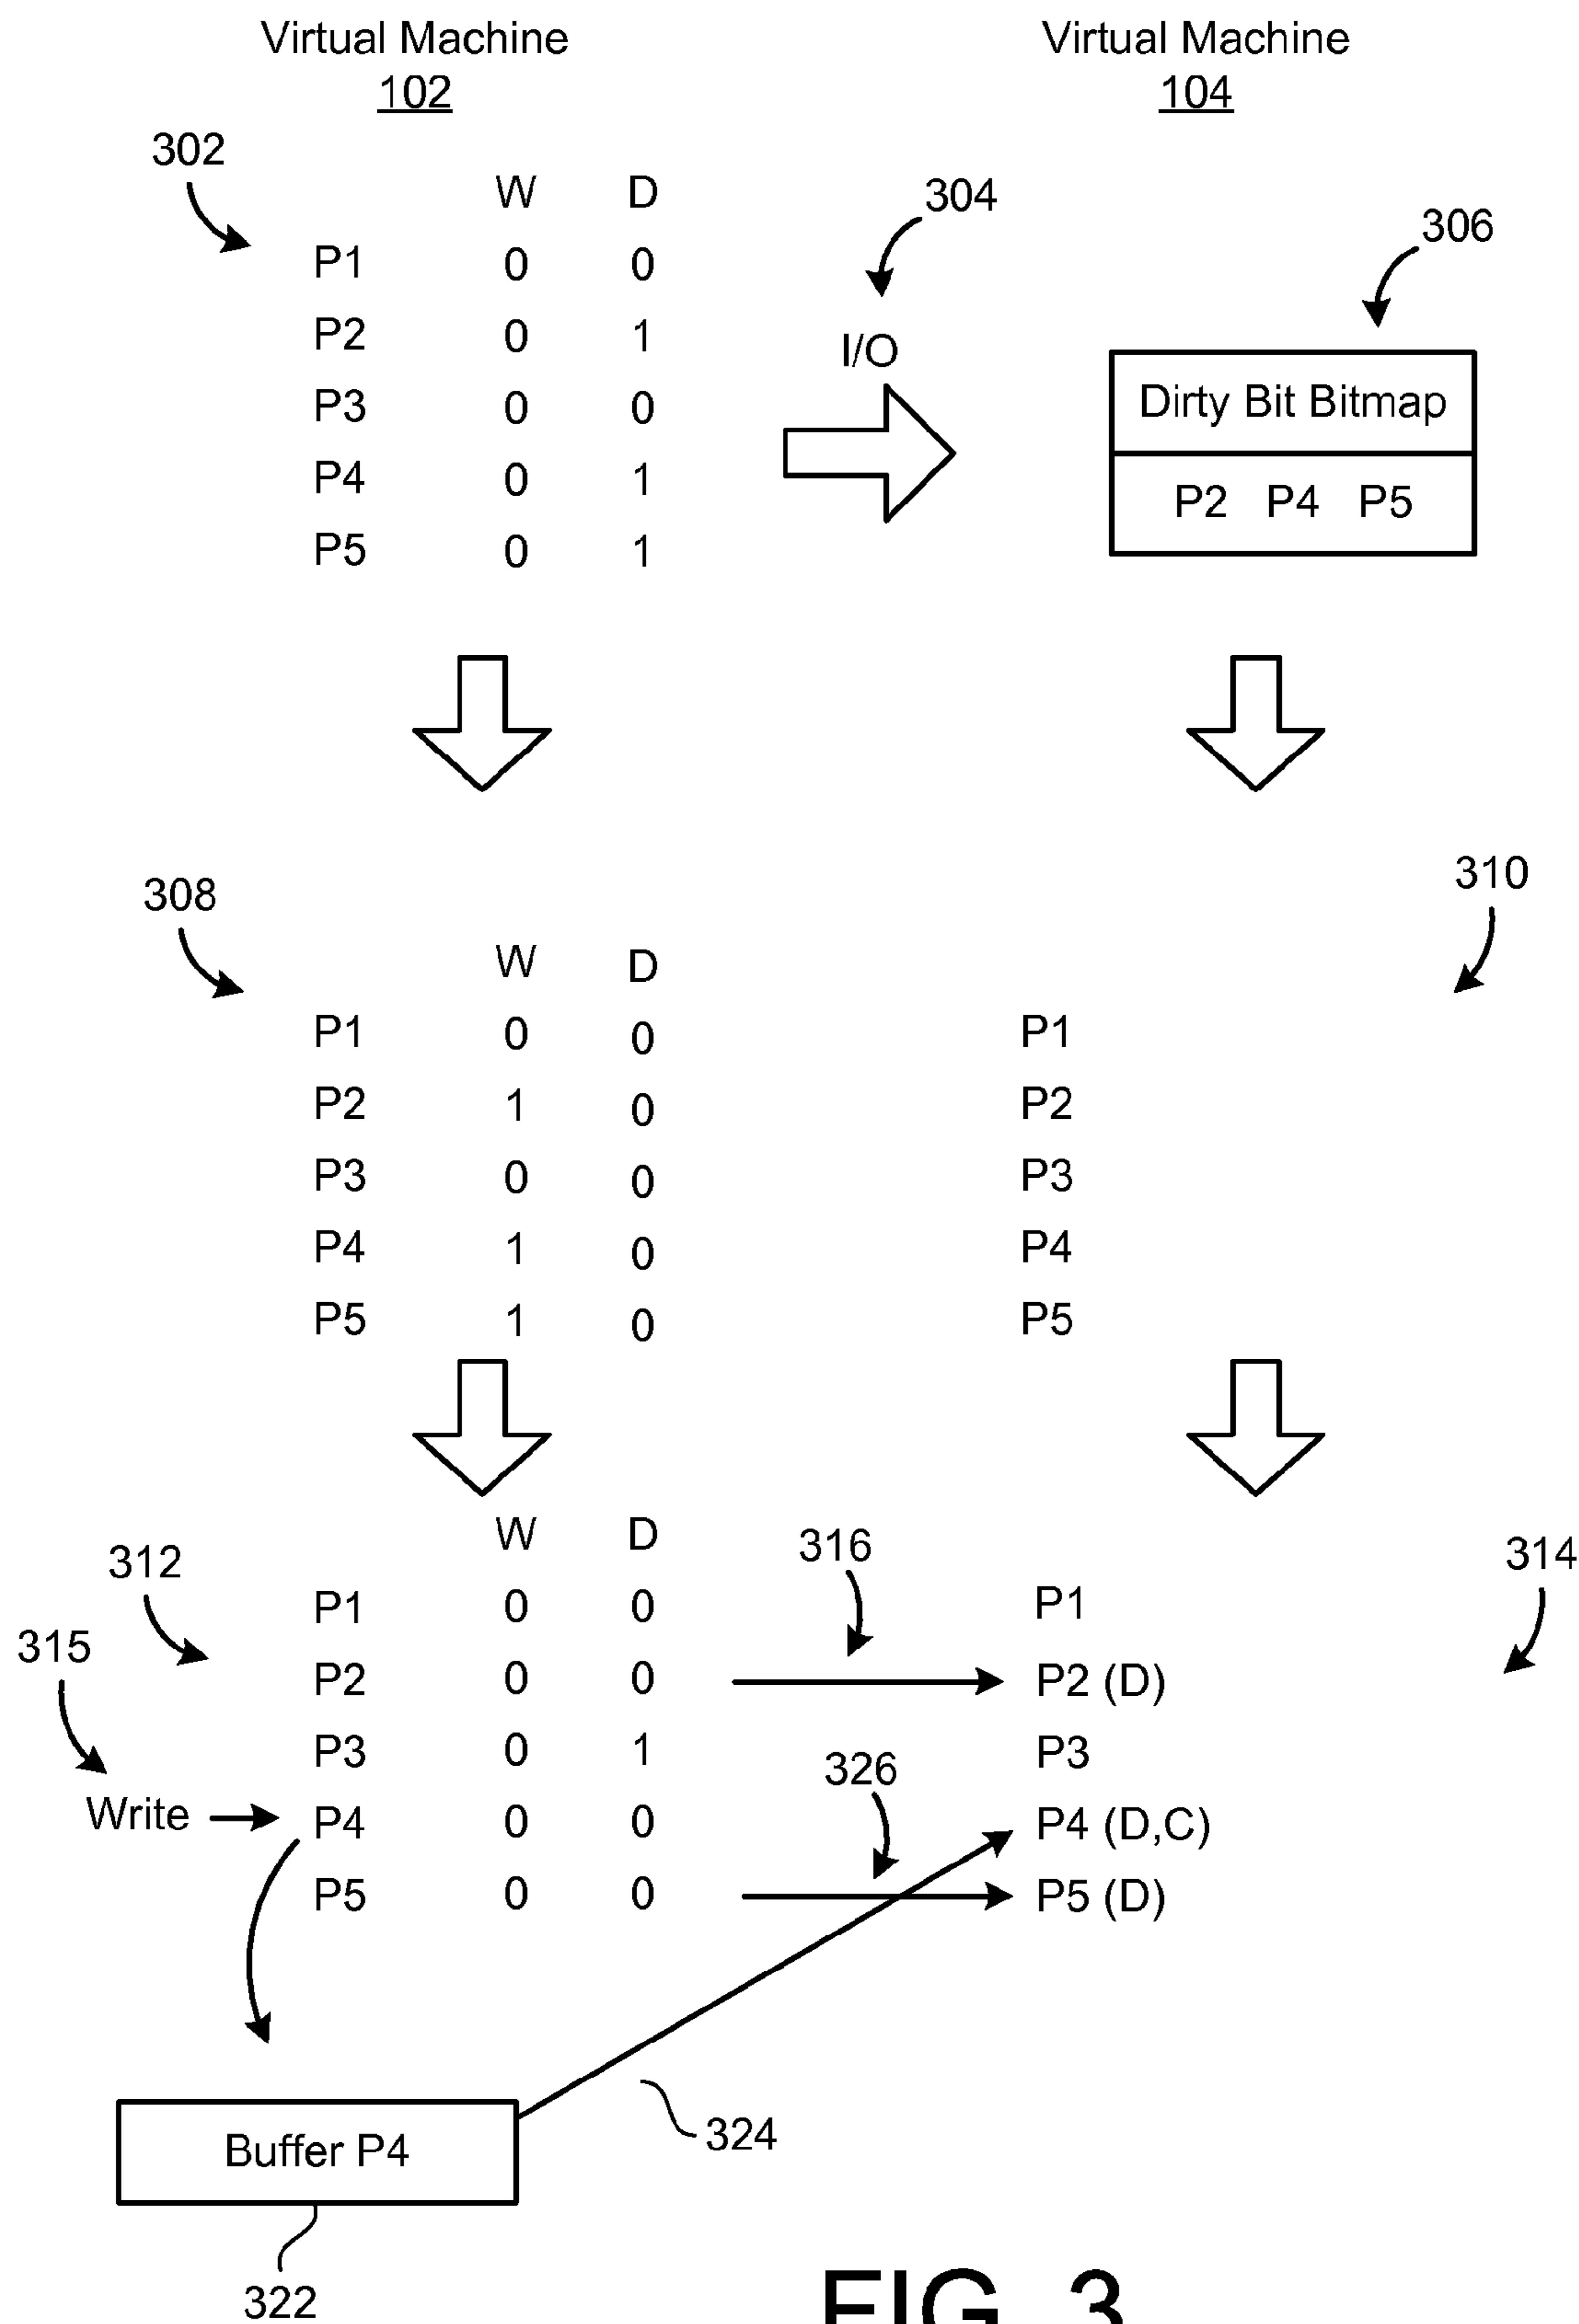 Virtual Machine Virtual Machine
102 104
302
W D 304
306
P1 0 0
P2 0 1 I/O
P3 0 0 Dirty Bit Bitmap
P4 0 1
P2 P4 P5
P5 0 1
308 310
W D
P1 0 0 P1
P2 1 0 P2
P3 0 0 P3
P4 1 0 P4
P5 1 0 P5
W D 316 314
312
P1 0 0 P1
315
P2 0 0 P2 (D)
P3 0 1 P3
326
Write P4 0 0 P4 (D,C)
P5 0 0 P5 (D)
324
Buffer P4
322
FIG. 3